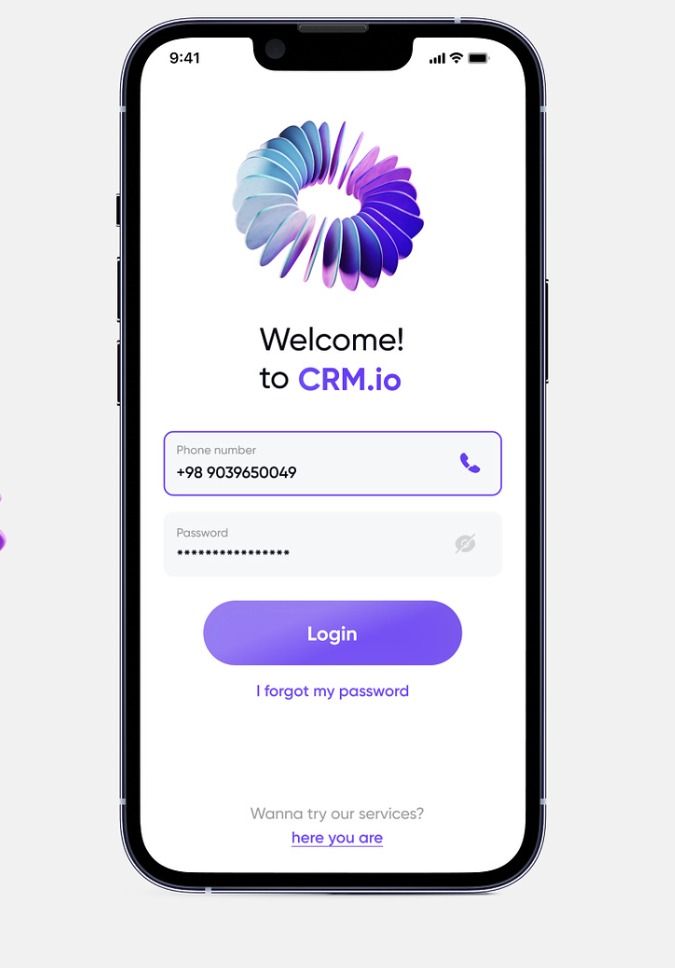 9:41
Welcome!
to CRM.io
Phone number
+98 9039650049
Password
****************
Login
I forgot my password
Wanna try our services?
here you are